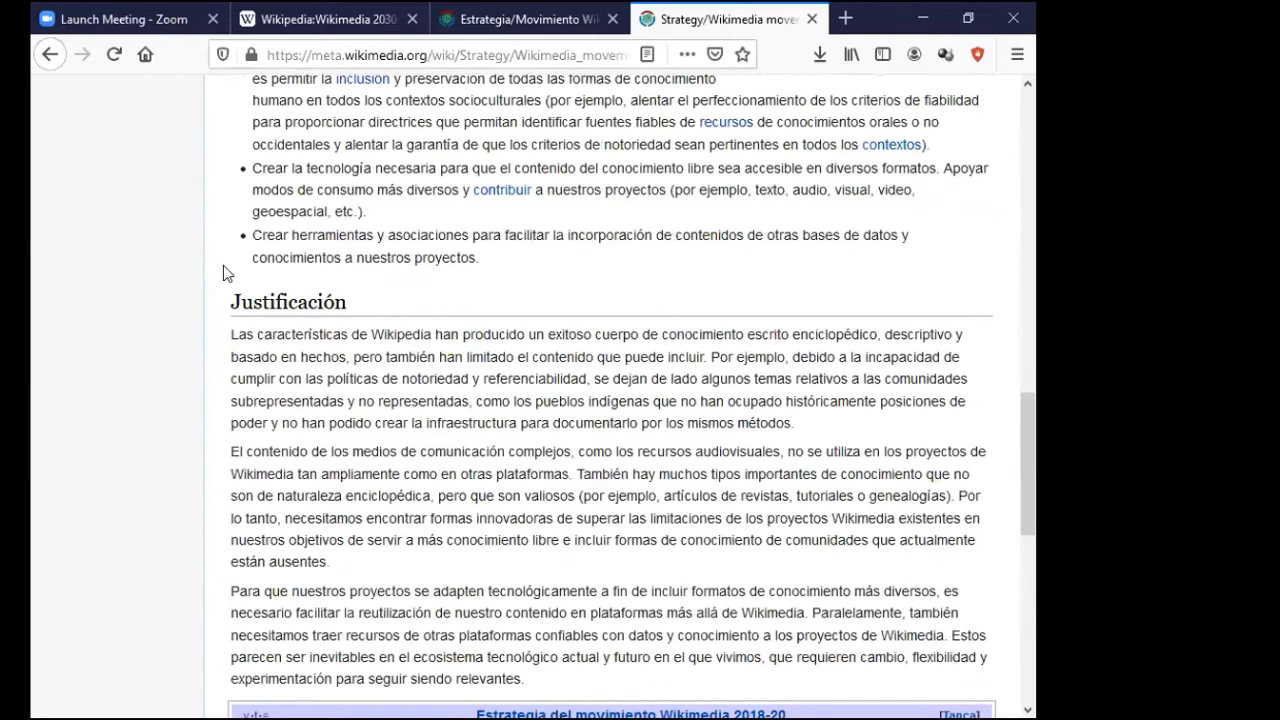 Launch Meeting - Zoom
Wikipedia:Wikimedia 2030
Estrategia/Movimiento Wi
Strategy/Wikimedia mover
https://meta.wikimedia.org/wiki/Strategy/Wikimedia_movem
es permitir la inclusión y preservación de todas las formas de conocimiento
humano en todos los contextos socioculturales (por ejemplo, alentar el perfeccionamiento de los criterios de fiabilidad
para proporcionar directrices que permitan identificar fuentes fiables de recursos de conocimientos orales o no
occidentales y alentar la garantía de que los criterios de notoriedad sean pertinentes en todos los contextos).
• Crear la tecnología necesaria para que el contenido del conocimiento libre sea accesible en diversos formatos. Apoyar
modos de consumo más diversos y contribuir a nuestros proyectos (por ejemplo, texto, audio, visual, video,
geoespacial, etc.).
• Crear herramientas y asociaciones para facilitar la incorporación de contenidos de otras bases de datos y
conocimientos a nuestros proyectos.
Justificación
Las características de Wikipedia han producido un exitoso cuerpo de conocimiento escrito enciclopédico, descriptivo y
basado en hechos, pero también han limitado el contenido que puede incluir. Por ejemplo, debido a la incapacidad de
cumplir con las políticas de notoriedad y referenciabilidad, se dejan de lado algunos temas relativos a las comunidades
subrepresentadas y no representadas, como los pueblos indígenas que no han ocupado históricamente posiciones de
poder y no han podido crear la infraestructura para documentarlo por los mismos métodos.
El contenido de los medios de comunicación complejos, como los recursos audiovisuales, no se utiliza en los proyectos de
Wikimedia tan ampliamente como en otras plataformas. También hay muchos tipos importantes de conocimiento que no
son de naturaleza enciclopédica, pero que son valiosos (por ejemplo, artículos de revistas, tutoriales o genealogías). Por
lo tanto, necesitamos encontrar formas innovadoras de superar las limitaciones de los proyectos Wikimedia existentes en
nuestros objetivos de servir a más conocimiento libre e incluir formas de conocimiento de comunidades que actualmente
están ausentes.
Para que nuestros proyectos se adapten tecnológicamente a fin de incluir formatos de conocimiento más diversos, es
necesario facilitar la reutilización de nuestro contenido en plataformas más allá de Wikimedia. Paralelamente, también
necesitamos traer recursos de otras plataformas confiables con datos y conocimiento a los proyectos de Wikimedia. Estos
parecen ser inevitables en el ecosistema tecnológico actual y futuro en el que vivimos, que requieren cambio, flexibilidad y
experimentación para seguir siendo relevantes.
v·t·e Estrategia del movimiento Wikimedia 2018-20 [Tanca]